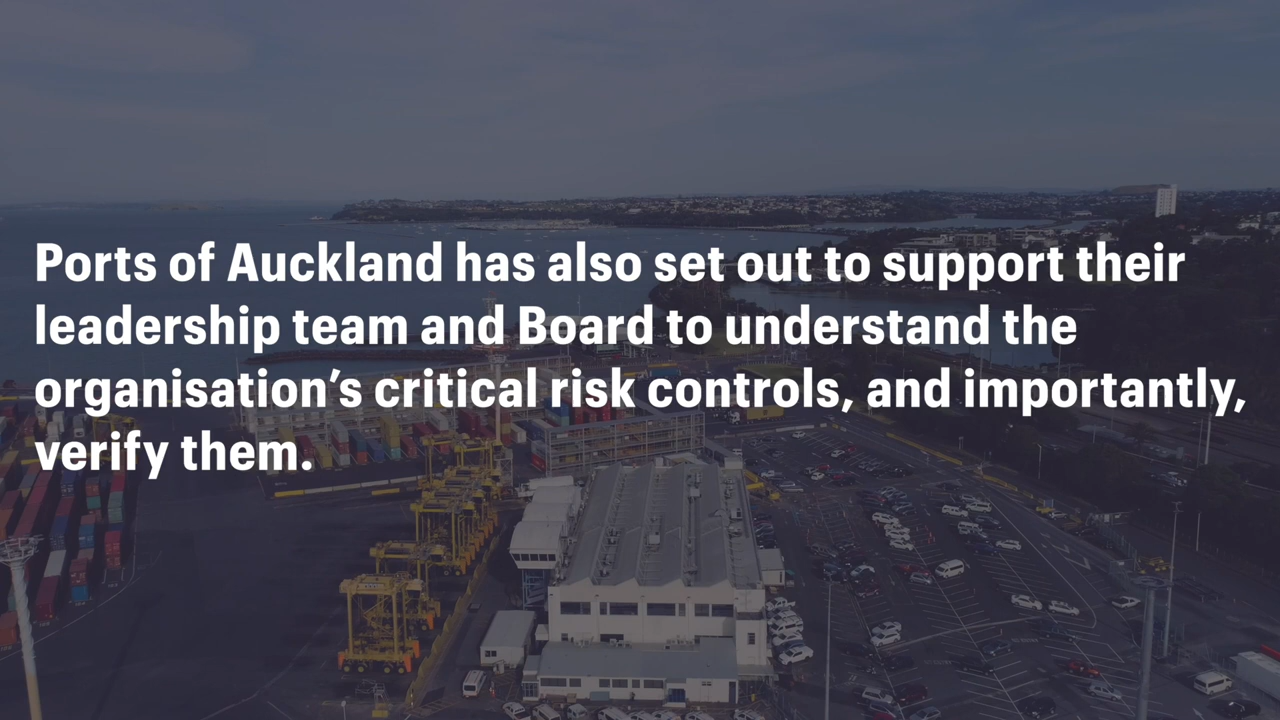 Ports of Auckland has also set out to support their
leadership team and Board to understand the
organisation’s critical risk controls, and importantly,
verify them.